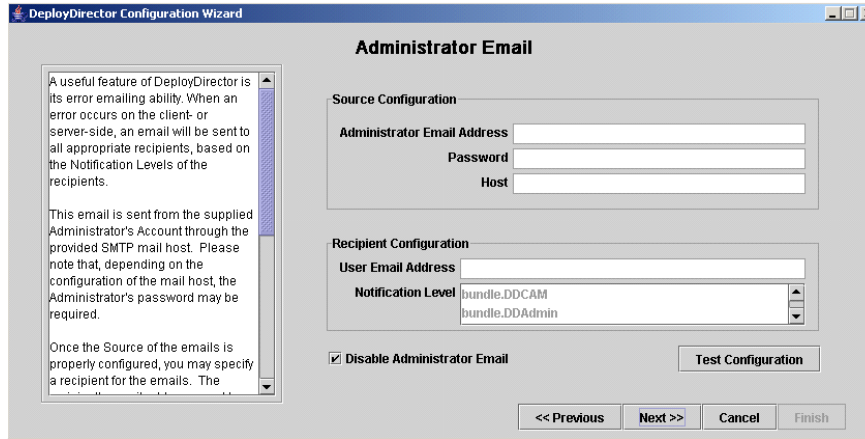 DeployDirector Configuration Wizard
Administrator Email
A useful feature of DeployDirector is
its error emailing ability. When an
error occurs on the client- or
server-side, an email will be sent to
all appropriate recipients, based on
the Notification Levels of the
recipients.
This email is sent from the supplied
Administrator's Account through the
provided SMTP mail host. Please
note that, depending on the
configuration of the mail host, the
Administrator's password may be
required.
Once the Source of the emails is
properly configured, you may specify
a recipient for the emails. The
Source Configuration
Administrator Email Address
Password
Host
Recipient Configuration
User Email Address
Notification Level
bundle.DDCAM
bundle.DDAdmin
Disable Administrator Email
Test Configuration
<< Previous
Next >>
Cancel
Finish